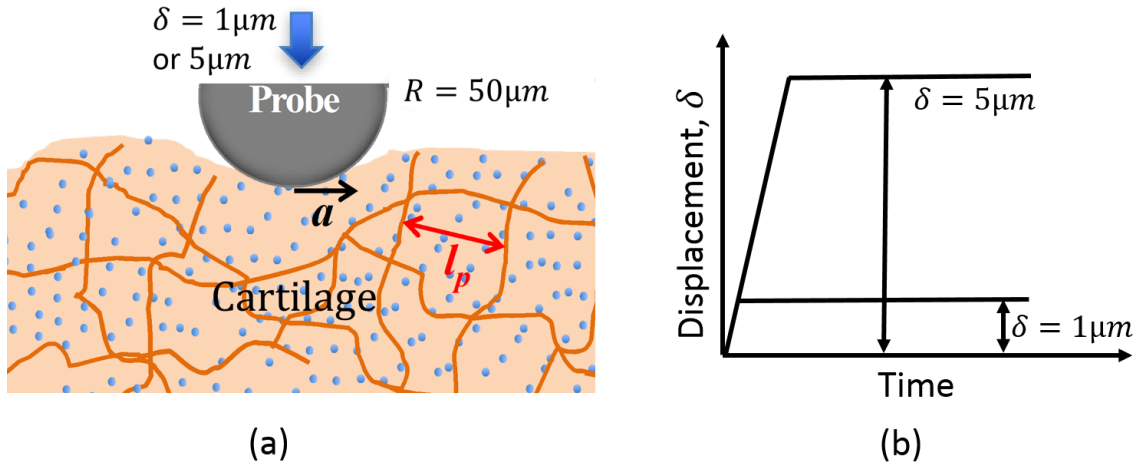 δ = 1μm
or 5μm
Probe
R = 50μm
a
l_p
Cartilage
(a)
Displacement, δ
δ = 5μm
δ = 1μm
Time
(b)